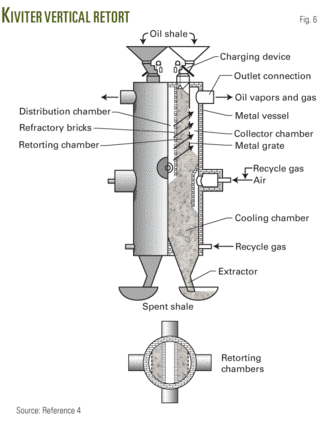 KIVITER VERTICAL RETORT
Fig. 6
Oil shale
Charging device
Outlet connection
Oil vapors and gas
Distribution chamber
Metal vessel
Refractory bricks
Collector chamber
Retorting chamber
Metal grate
Recycle gas
Air
Cooling chamber
Recycle gas
Extractor
Spent shale
Retorting
chambers
Source: Reference 4